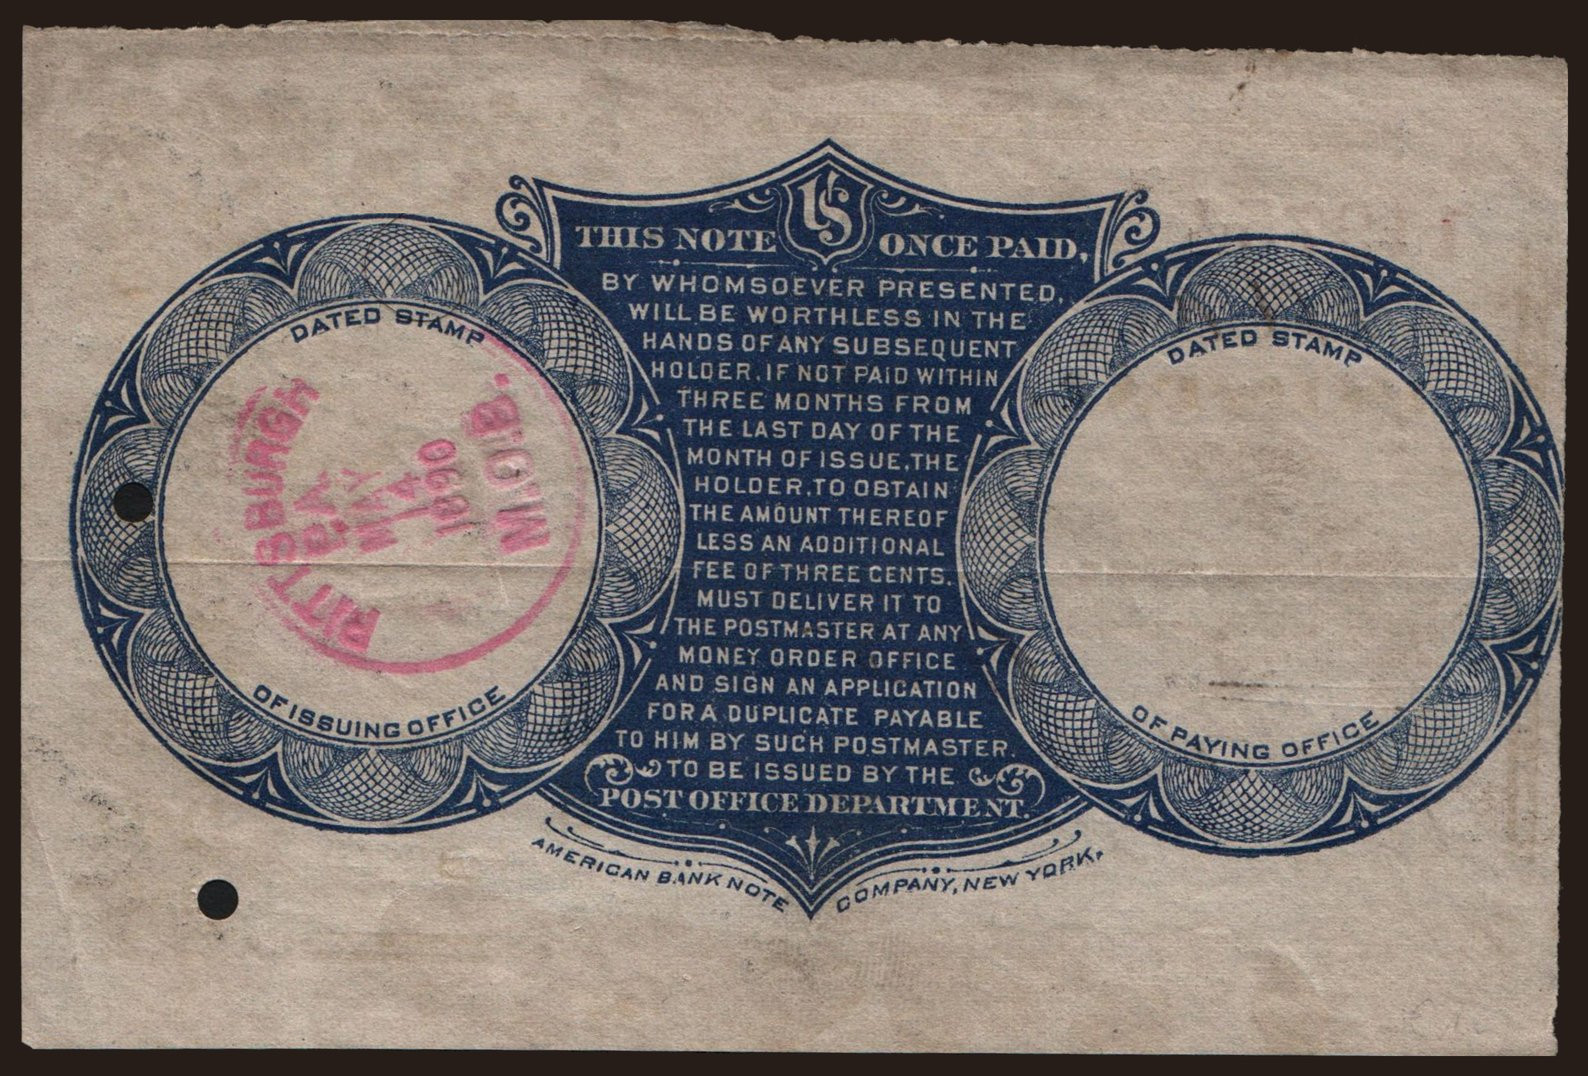 US
THIS NOTE ONCE PAID,
BY WHOMSOEVER PRESENTED,
WILL BE WORTHLESS IN THE
HANDS OF ANY SUBSEQUENT
HOLDER. IF NOT PAID WITHIN
THREE MONTHS FROM
THE LAST DAY OF THE
MONTH OF ISSUE, THE
HOLDER, TO OBTAIN
THE AMOUNT THEREOF
LESS AN ADDITIONAL
FEE OF THREE CENTS,
MUST DELIVER IT TO
THE POSTMASTER AT ANY
MONEY ORDER OFFICE
AND SIGN AN APPLICATION
FOR A DUPLICATE PAYABLE
TO HIM BY SUCH POSTMASTER.
TO BE ISSUED BY THE
POST OFFICE DEPARTMENT.
DATED STAMP
OF ISSUING OFFICE
PITTSBURGH
PA.
MAY
14
1890
M.O.B.
DATED STAMP
OF PAYING OFFICE
AMERICAN BANK NOTE COMPANY, NEW YORK.